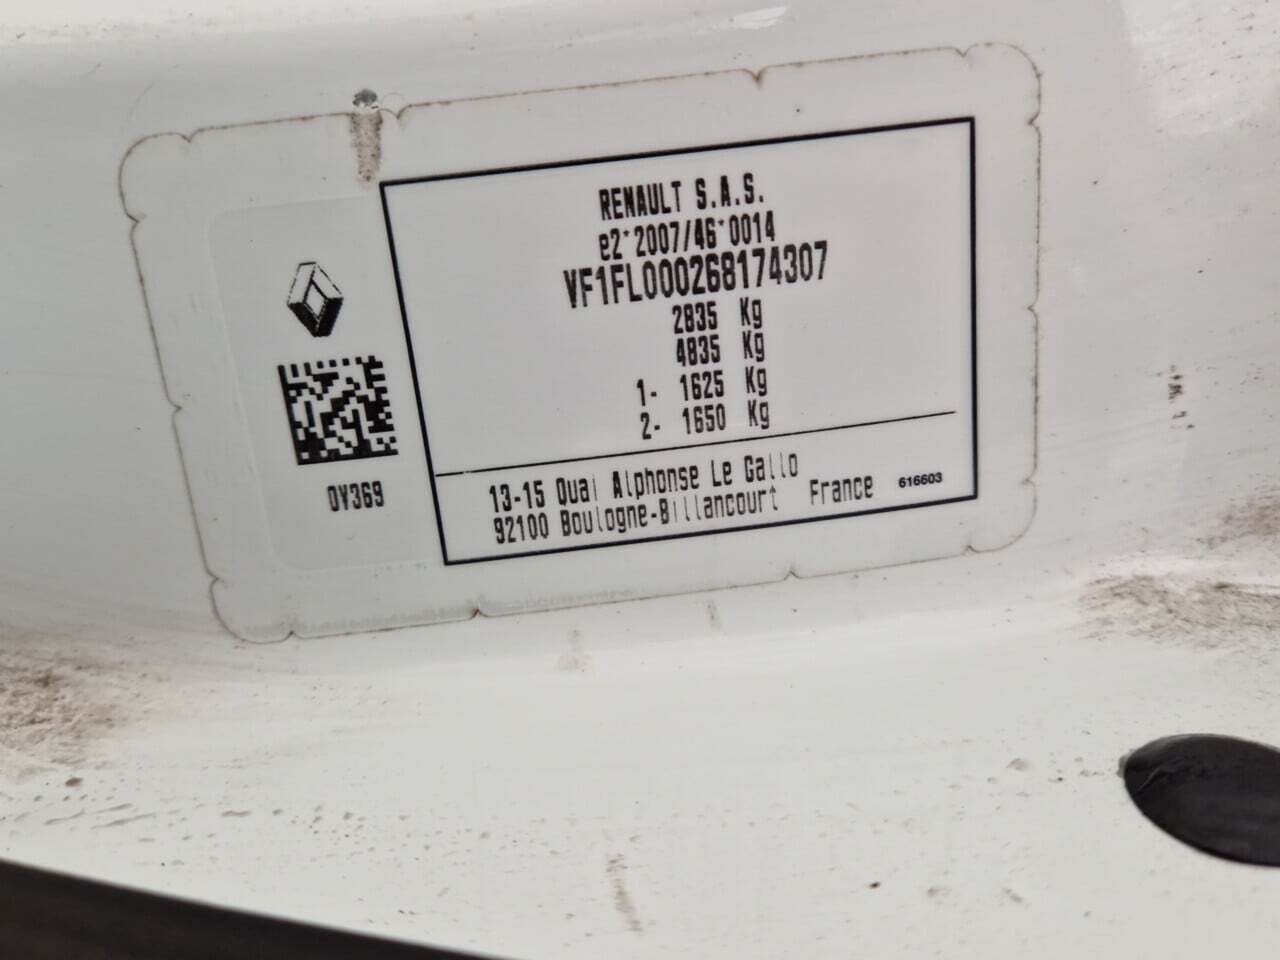 RENAULT S.A.S.
e2*2007/46*0014
VF1FL000268174307
2835 Kg
4835 Kg
1- 1625 Kg
2- 1650 Kg
13-15 Quai Alphonse Le Gallo
92100 Boulogne-Billancourt France 616603
OV369